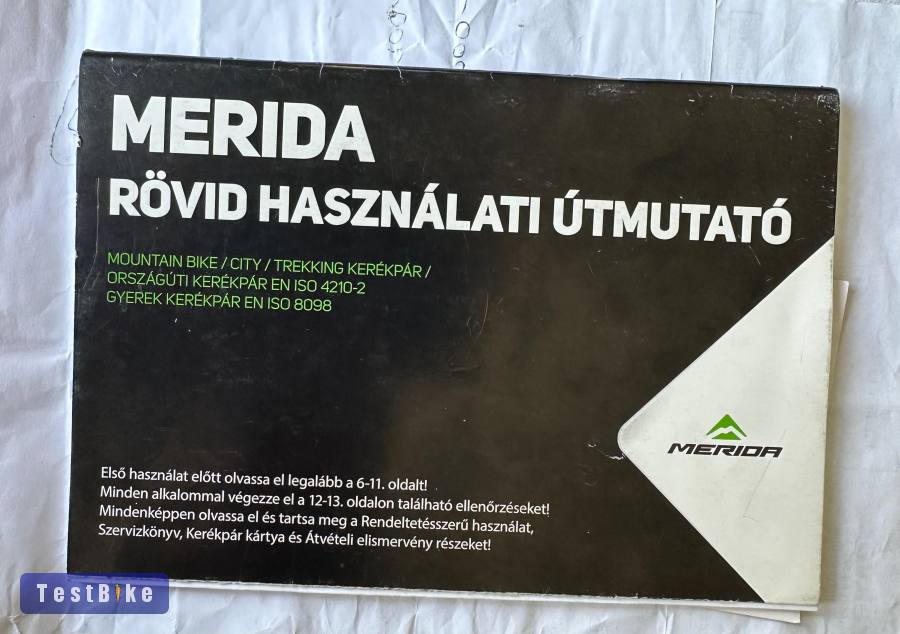 MERIDA
RÖVID HASZNÁLATI ÚTMUTATÓ
MOUNTAIN BIKE / CITY / TREKKING KERÉKPÁR /
ORSZÁGÚTI KERÉKPÁR EN ISO 4210-2
GYEREK KERÉKPÁR EN ISO 8098
MERIDA
Első használat előtt olvassa el legalább a 6-11. oldalt!
Minden alkalommal végezze el a 12-13. oldalon található ellenőrzéseket!
Mindenképpen olvassa el és tartsa meg a Rendeltetésszerű használat,
Szervizkönyv, Kerékpár kártya és Átvételi elismervény részeket!
TestBike